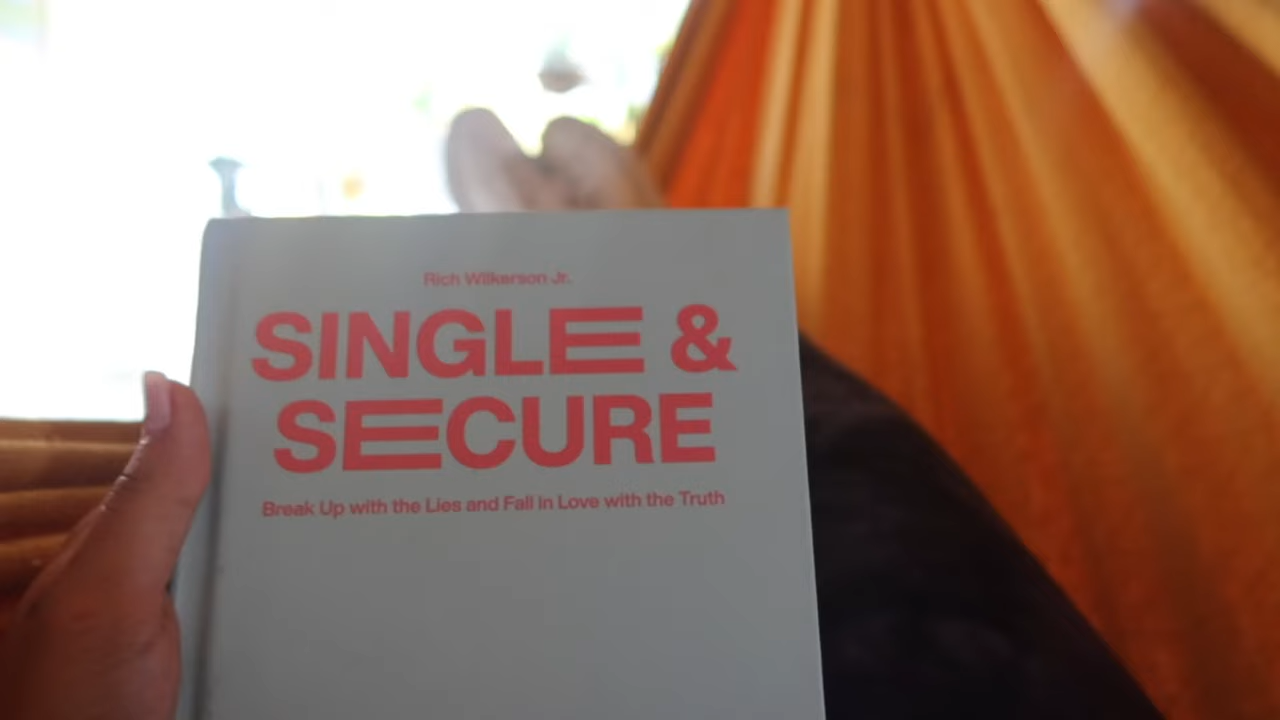 Rich Wilkerson Jr.
SINGLE &
SECURE
Break Up with the Lies and Fall in Love with the Truth